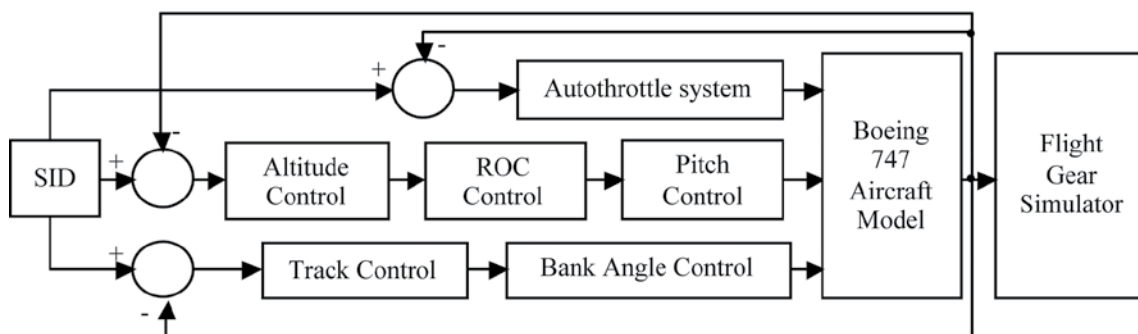 -
-
+
Autothrottle system
-
SID
+
Altitude
Control
ROC
Control
Pitch
Control
Boeing
747
Aircraft
Model
Flight
Gear
Simulator
+
Track Control
Bank Angle Control
-